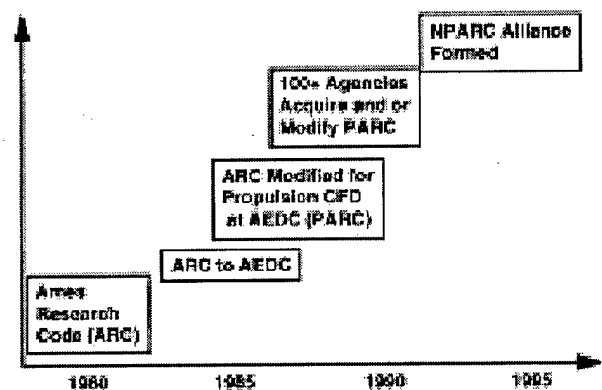 NPARC Alliance
Formed
100+ Agencies
Acquire and or
Modify PARC
ARC Modified for
Propulsion CFD
at AEDC (PARC)
ARC to AEDC
Ames
Research
Code (ARC)
1980
1985
1990
1995